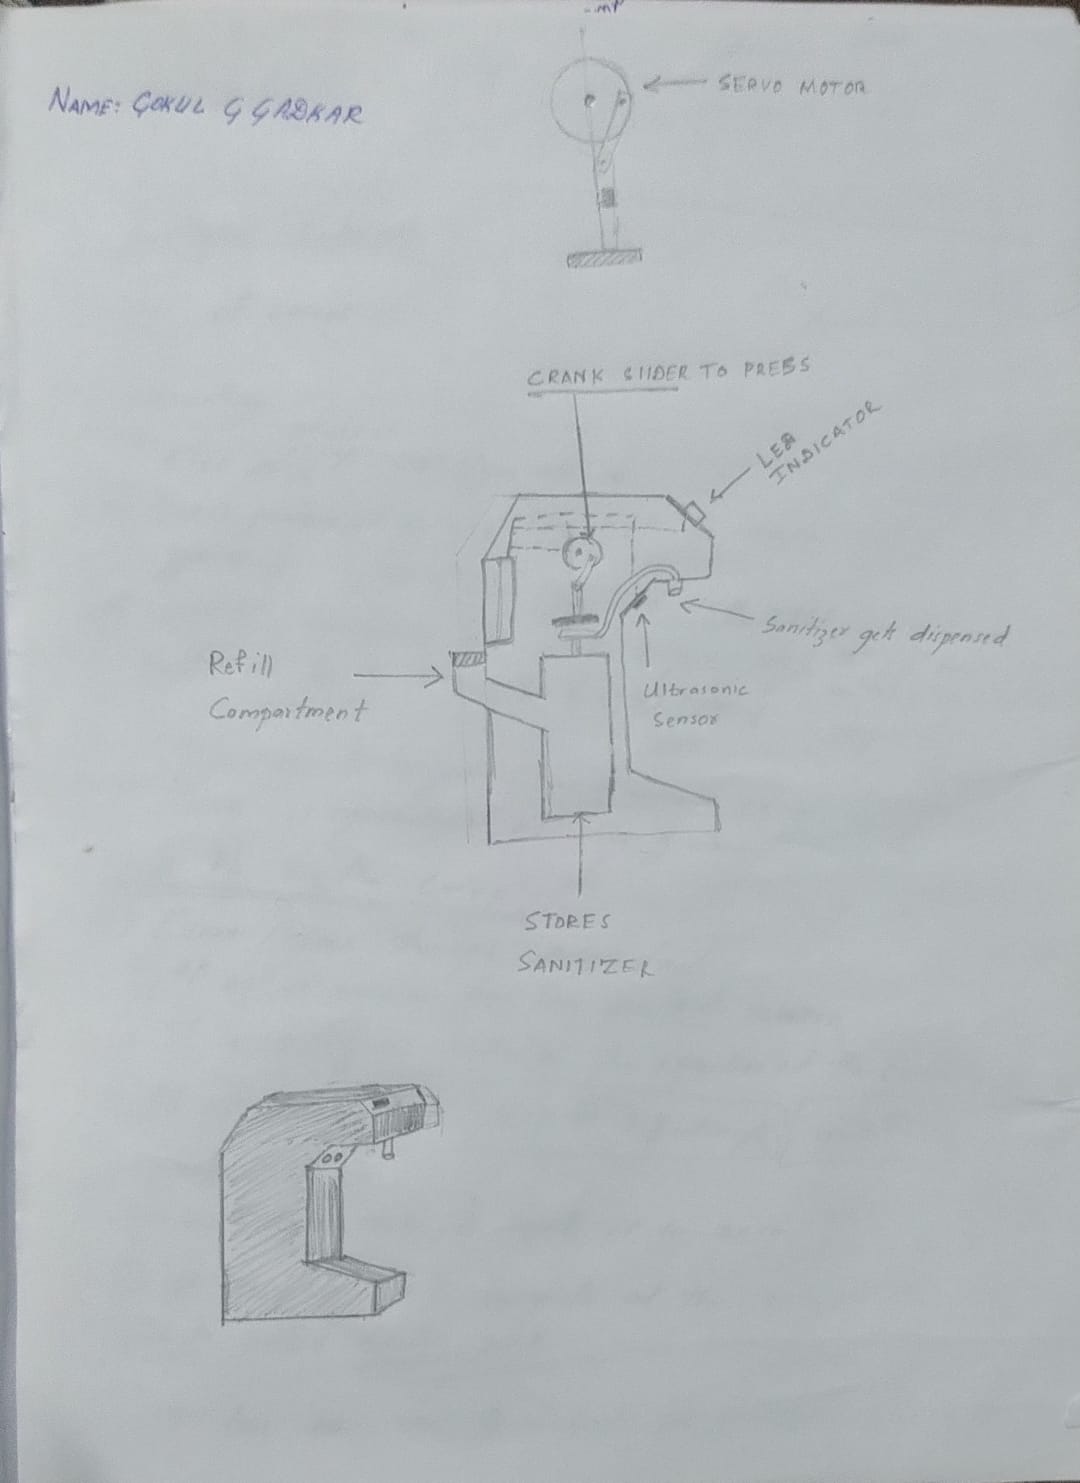 NAME: GOKUL G GADKAR
SERVO MOTOR
CRANK SLIDER TO PRESS
LED
INDICATOR
Sanitizer gets dispensed
Refill
Compartment
Ultrasonic
Sensor
STORES
SANITIZER